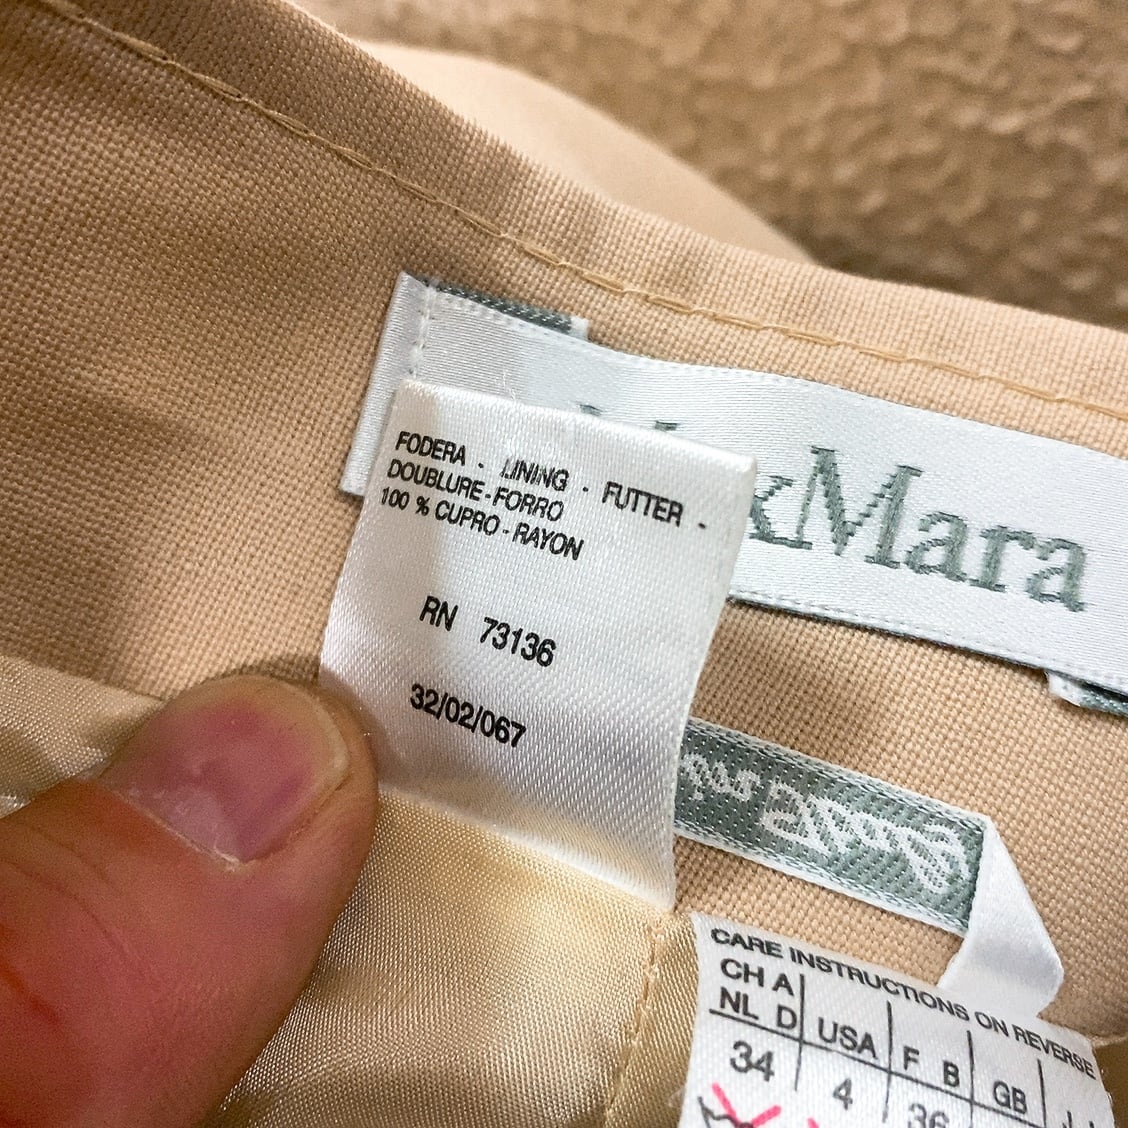 FODERA - LINING - FUTTER -
DOUBLURE - FORRO
100 % CUPRO - RAYON
RN 73136
32/02/067
xMara
CARE INSTRUCTIONS ON REVERSE
CH A
NL D USA F B GB
34 4 36